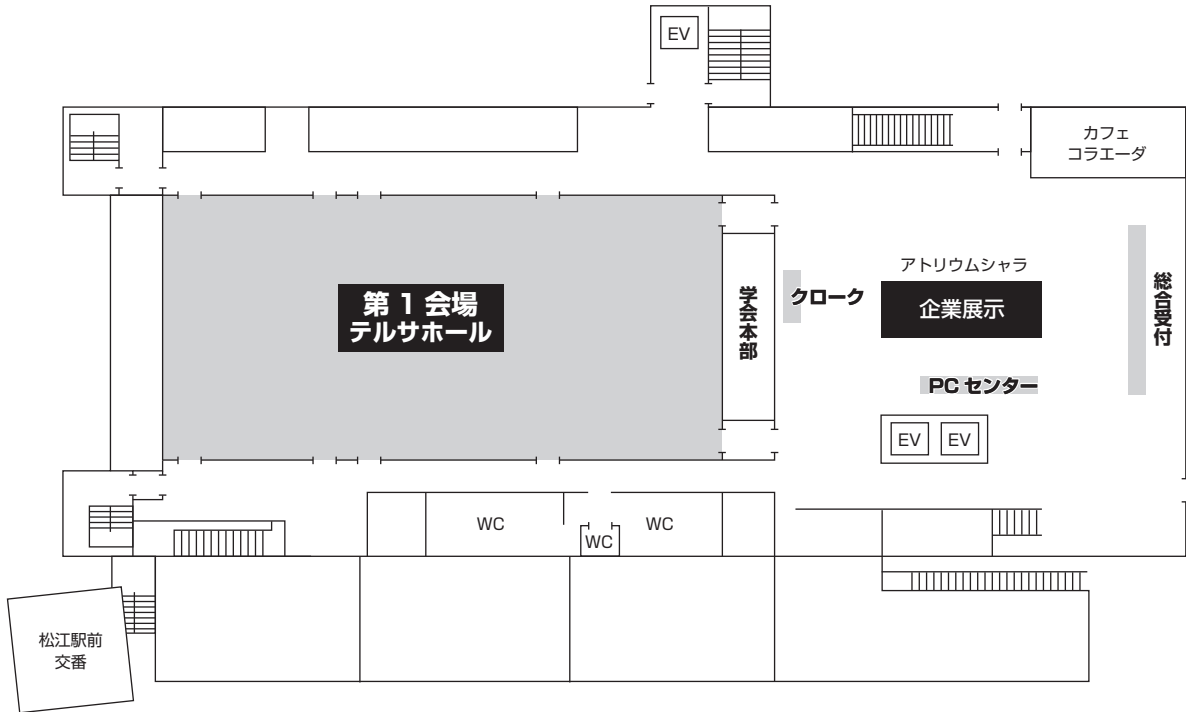 EV
カフェ
コラエーダ
第 1 会場
テルサホール
学会本部
クローク
アトリウムシャラ
企業展示
総合受付
PC センター
EV
EV
WC
WC
WC
松江駅前
交番